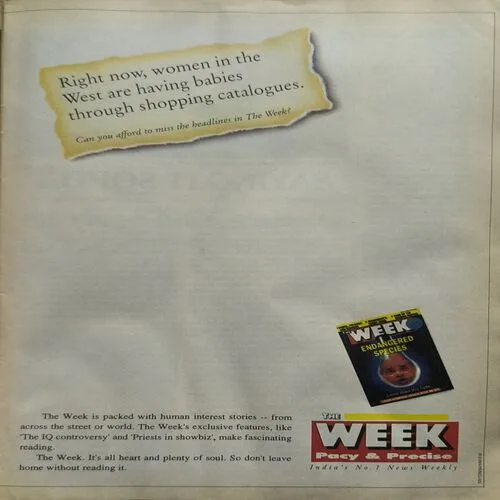 Right now, women in the
West are having babies
through shopping catalogues.
Can you afford to miss the headlines in The Week?
THE
WEEK
ENDANGERED
SPECIES
The Week is packed with human interest stories -- from
across the street or world. The Week's exclusive features, like
'The IQ controversy' and 'Priests in showbiz', make fascinating
reading.
The Week. It's all heart and plenty of soul. So don't leave
home without reading it.
THE
WEEK
Pacy & Precise
India's No 1 News Weekly